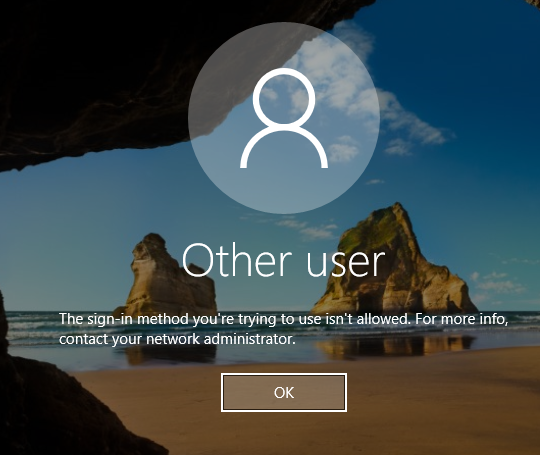 Other user
The sign-in method you're trying to use isn't allowed. For more info,
contact your network administrator.
OK